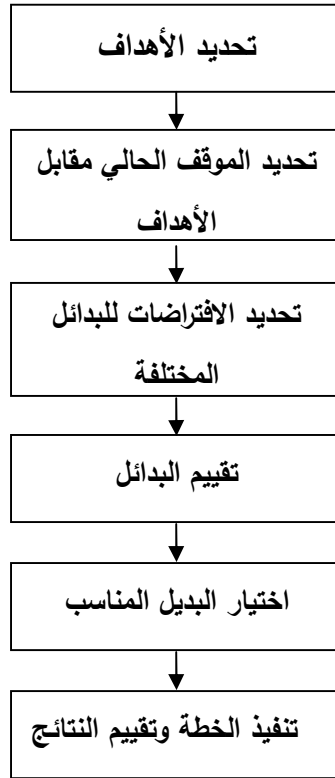 تحديد الأهداف
تحديد الموقف الحالي مقابل
الأهداف
تحديد الافتراضات للبدائل
المختلفة
تقييم البدائل
اختيار البديل المناسب
تنفيذ الخطة وتقييم النتائج